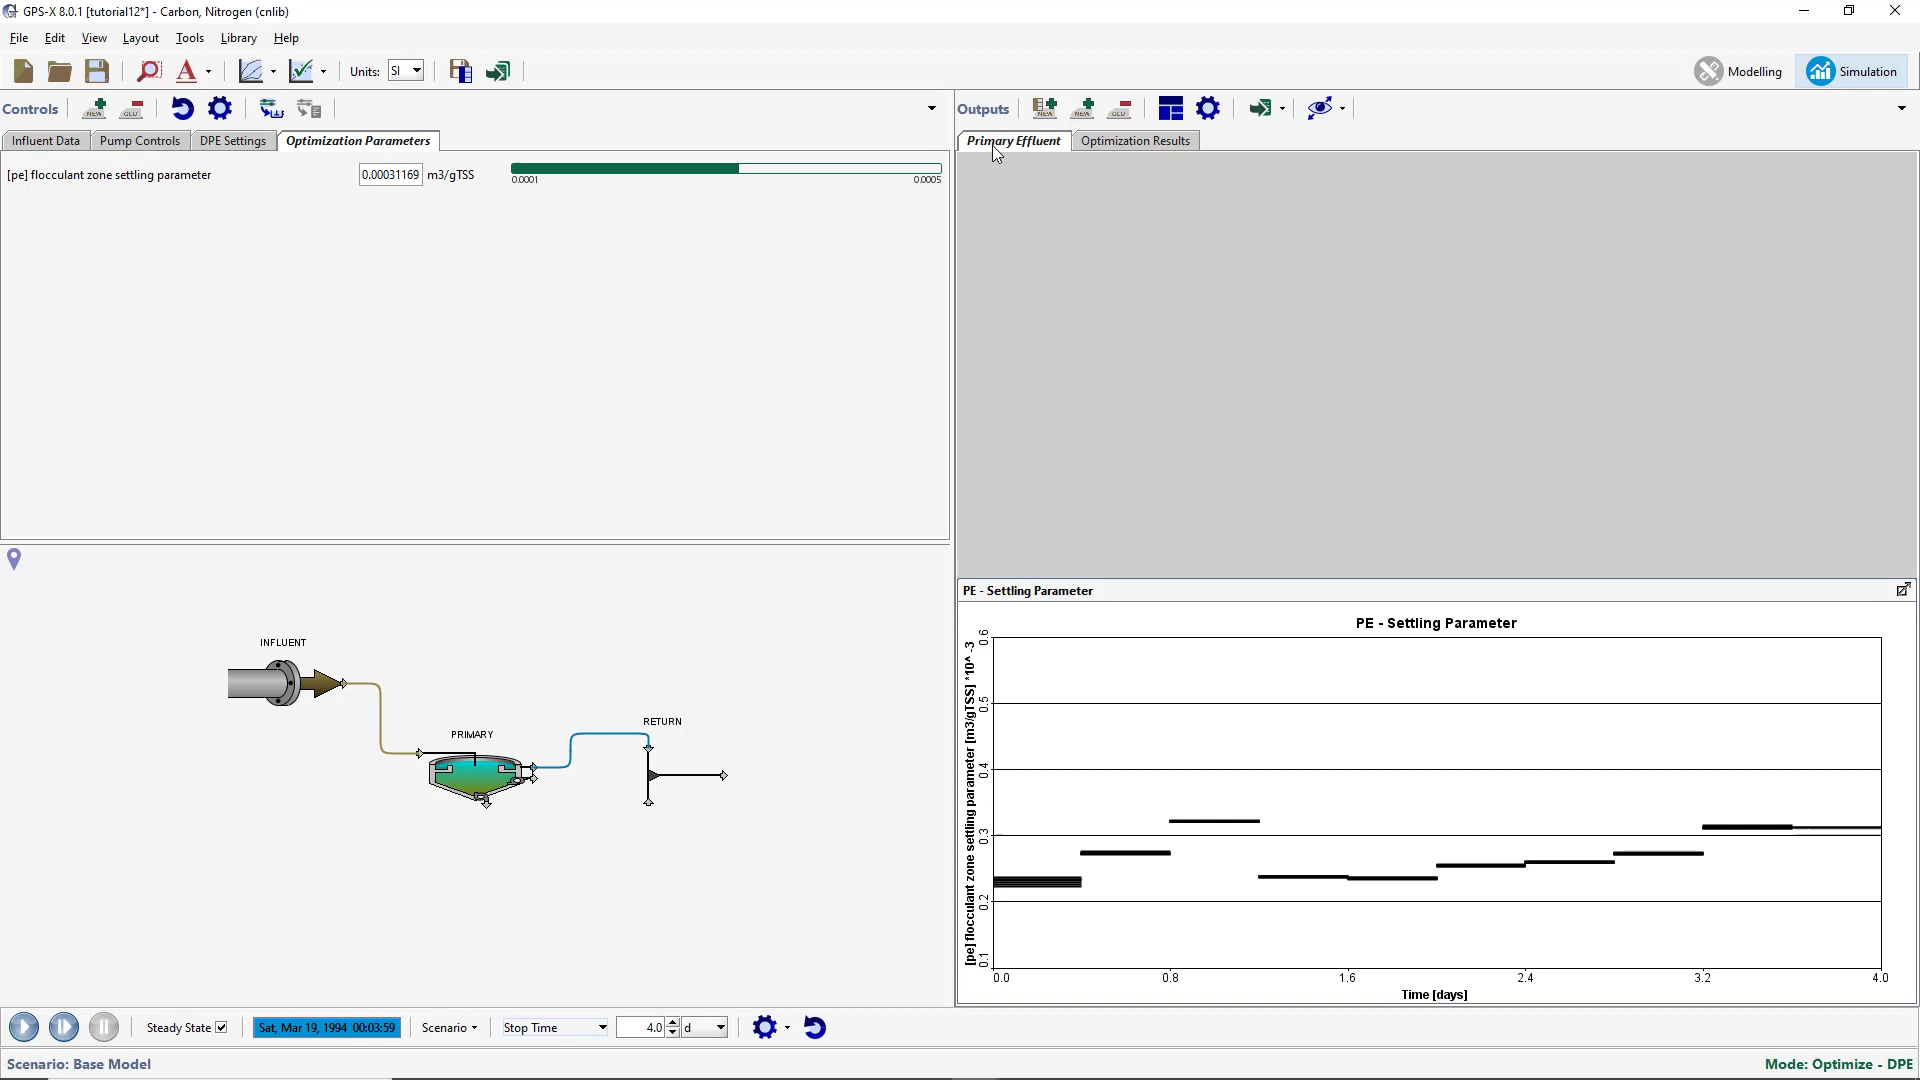 GPS-X 8.0.1 [tutorial12*] - Carbon, Nitrogen (cnlib)
File Edit View Layout Tools Library Help
Units: SI
Modelling
Simulation
Controls
NEW
OLD
Outputs
NEW
NEW
OLD
Influent Data
Pump Controls
DPE Settings
Optimization Parameters
Primary Effluent
Optimization Results
[pe] flocculant zone settling parameter
0.00031169
m3/gTSS
0.0001
0.0005
INFLUENT
PRIMARY
RETURN
PE - Settling Parameter
PE - Settling Parameter
[pe] flocculant zone settling parameter [m3/gTSS] *10^ -3
0.6
0.5
0.4
0.3
0.2
0.1
0.0 0.8 1.6 2.4 3.2 4.0
Time [days]
Steady State
Sat, Mar 19, 1994 00:03:59
Scenario
Stop Time
4.0
d
Scenario: Base Model
Mode: Optimize - DPE